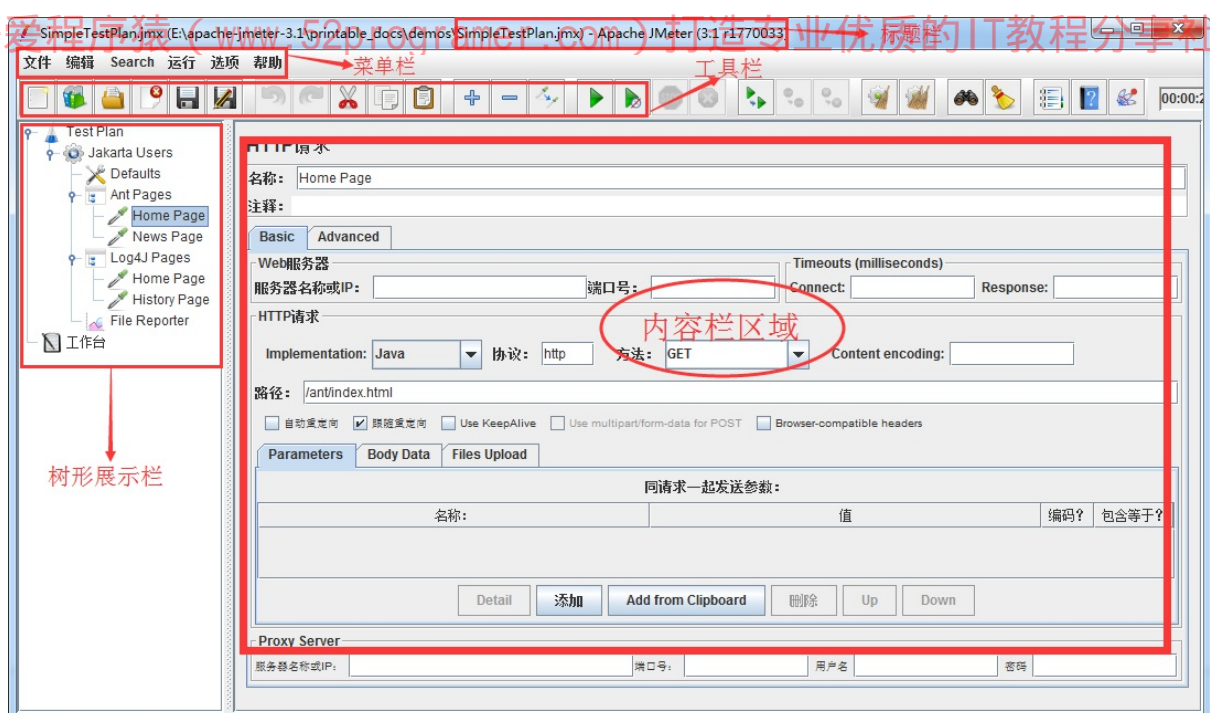 爱程序猿（www.52programer.com）打造专业优质的IT教程分享社
SimpleTestPlan.jmx (E:\apache-jmeter-3.1\printable_docs\demos\SimpleTestPlan.jmx) - Apache JMeter (3.1 r1770033)
标题栏
文件 编辑 Search 运行 选项 帮助
菜单栏
工具栏
00:00:2
Test Plan
Jakarta Users
Defaults
Ant Pages
Home Page
News Page
Log4J Pages
Home Page
History Page
File Reporter
工作台
树形展示栏
HTTP请求
名称： Home Page
注释：
Basic Advanced
Web服务器 Timeouts (milliseconds)
服务器名称或IP： 端口号： Connect: Response:
HTTP请求
内容栏区域
Implementation: Java 协议： http 方法： GET Content encoding:
路径： /ant/index.html
自动重定向 跟随重定向 Use KeepAlive Use multipart/form-data for POST Browser-compatible headers
Parameters Body Data Files Upload
同请求一起发送参数：
名称： 值 编码? 包含等于?
Detail 添加 Add from Clipboard 删除 Up Down
Proxy Server
服务器名称或IP： 端口号： 用户名 密码